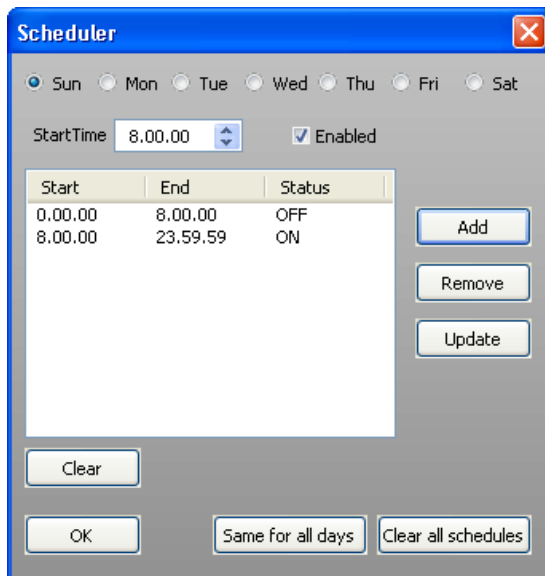 Scheduler
Sun Mon Tue Wed Thu Fri Sat
StartTime 8.00.00 Enabled
Start End Status
0.00.00 8.00.00 OFF
8.00.00 23.59.59 ON
Add
Remove
Update
Clear
OK Same for all days Clear all schedules